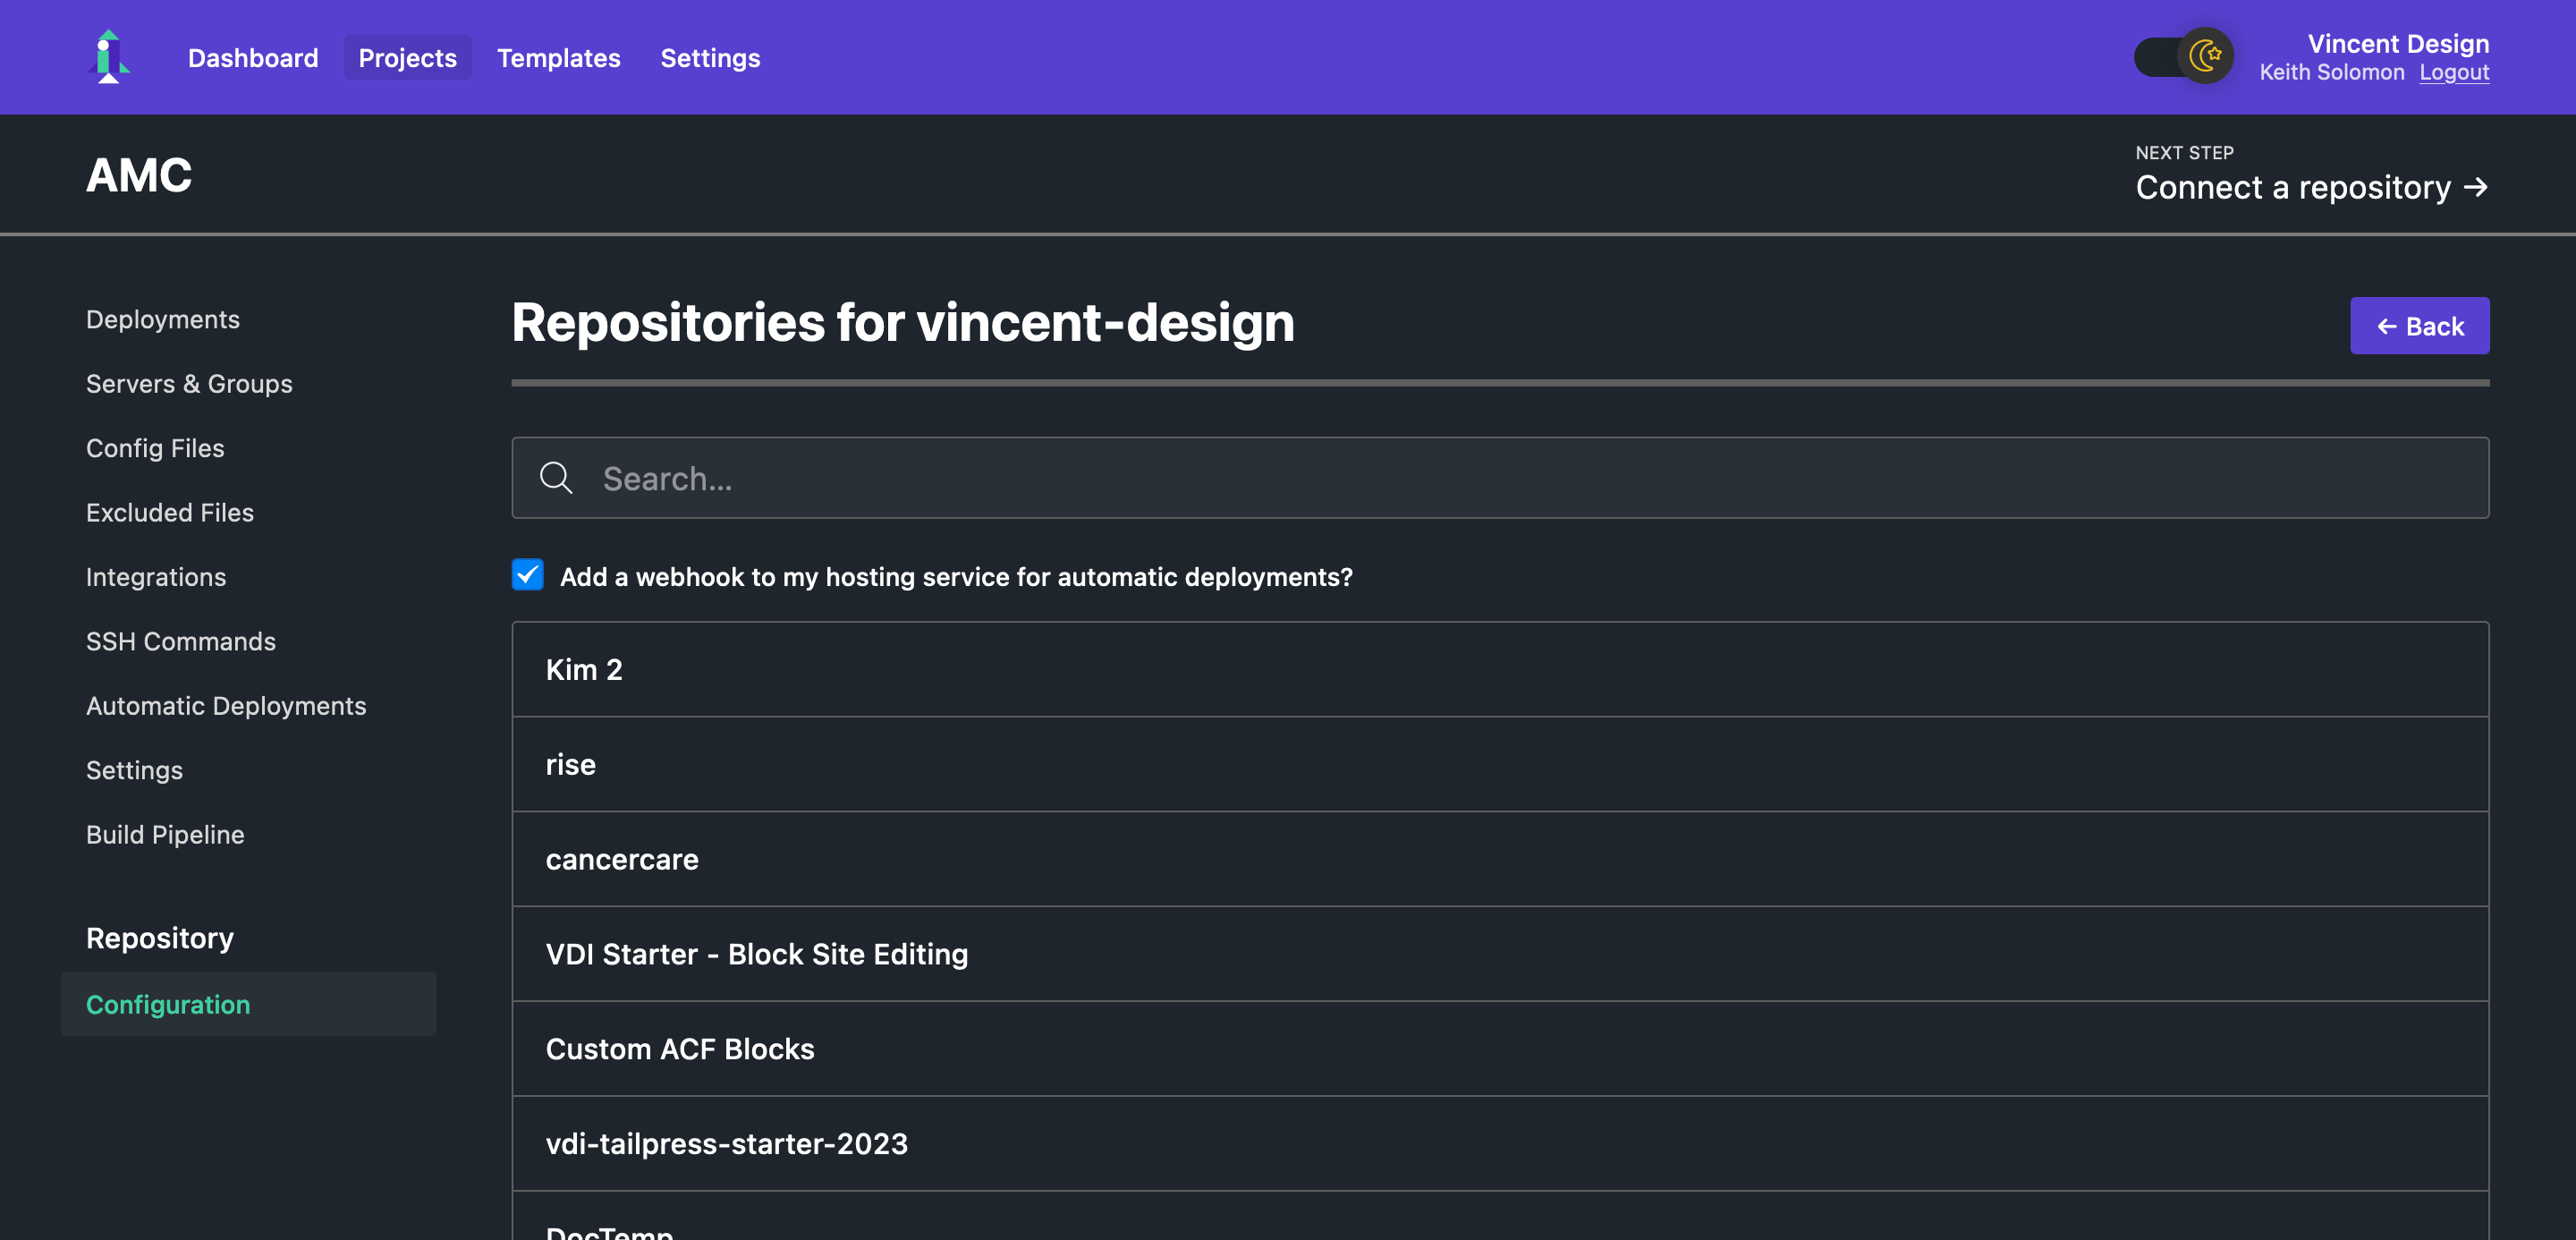 Dashboard
Projects
Templates
Settings
Vincent Design
Keith Solomon Logout
AMC
NEXT STEP
Connect a repository →
Deployments
Servers & Groups
Config Files
Excluded Files
Integrations
SSH Commands
Automatic Deployments
Settings
Build Pipeline
Repository
Configuration
Repositories for vincent-design
← Back
Search...
Add a webhook to my hosting service for automatic deployments?
Kim 2
rise
cancercare
VDI Starter - Block Site Editing
Custom ACF Blocks
vdi-tailpress-starter-2023
DocTemp